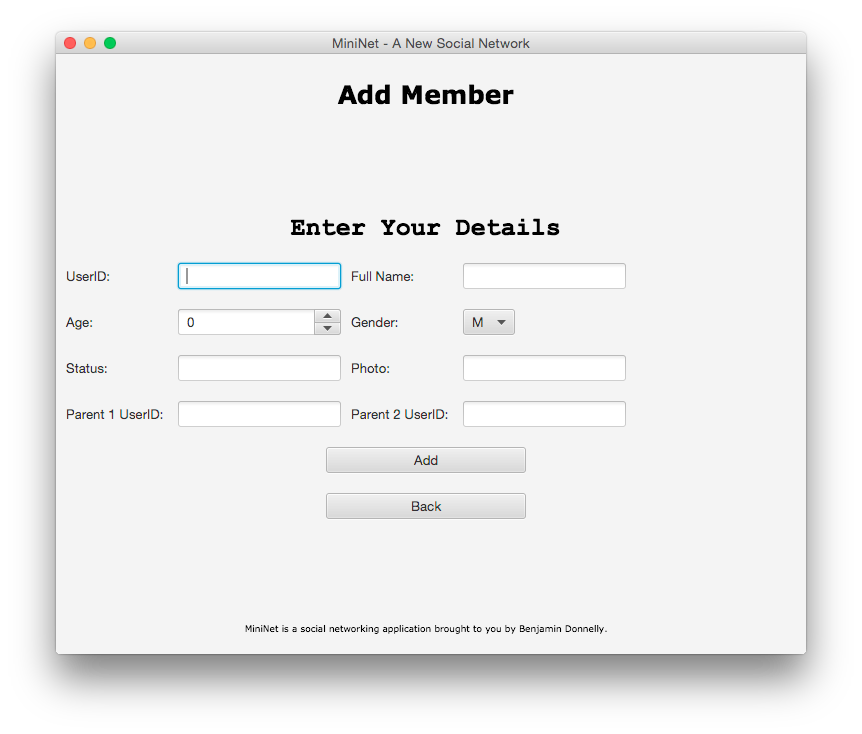 MiniNet - A New Social Network
Add Member
Enter Your Details
UserID: Full Name:
Age: 0 Gender: M
Status: Photo:
Parent 1 UserID: Parent 2 UserID:
Add
Back
MiniNet is a social networking application brought to you by Benjamin Donnelly.